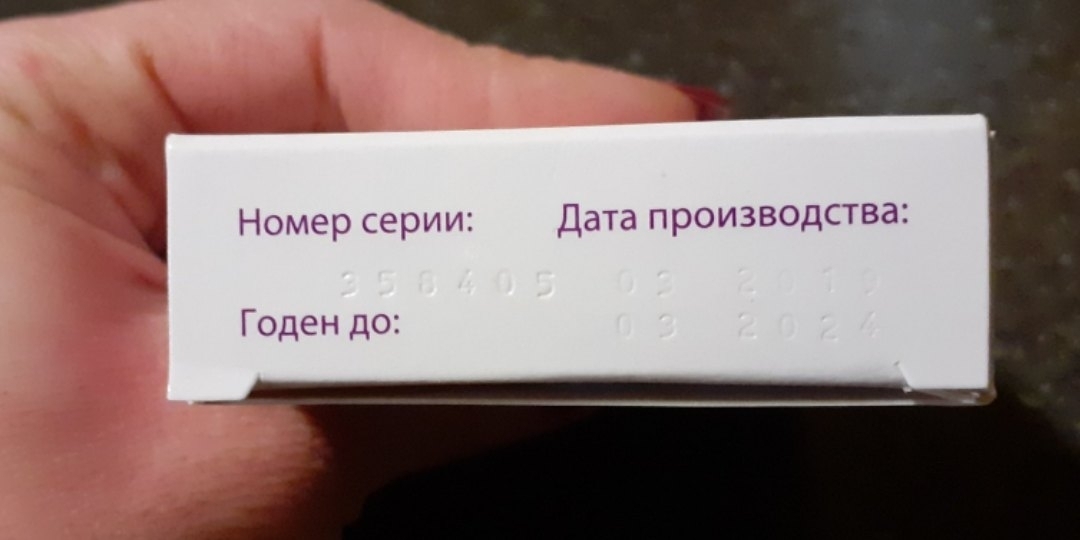 Номер серии: Дата производства:
358405 03 2019
Годен до: 03 2024